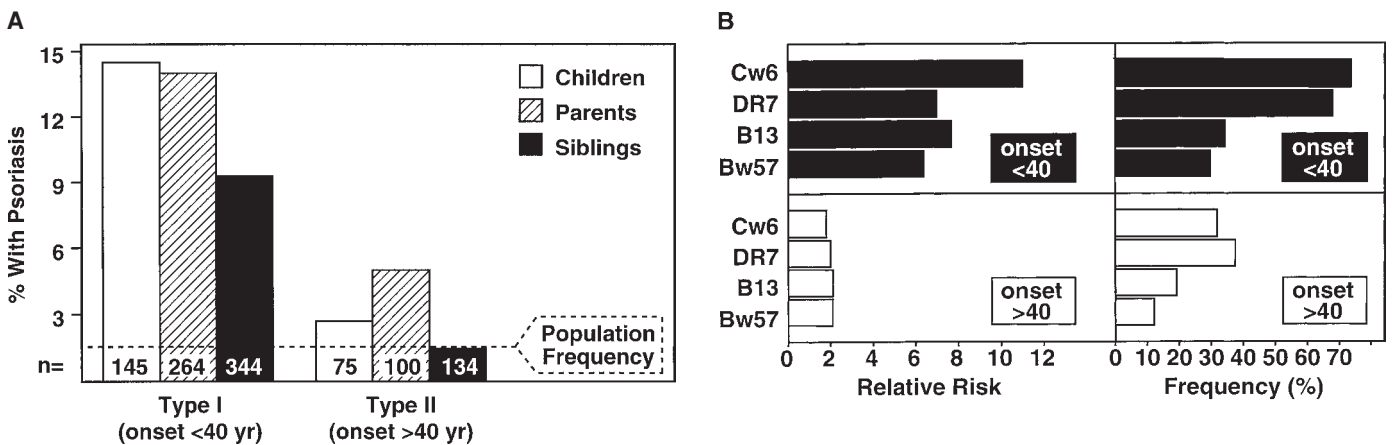 A
% With Psoriasis
15
12
9
6
3
n=
Children
Parents
Siblings
Population
Frequency
145 264 344 75 100 134
Type I
(onset <40 yr)
Type II
(onset >40 yr)
B
Cw6
DR7
B13
Bw57
onset
<40
onset
<40
Cw6
DR7
B13
Bw57
onset
>40
onset
>40
0 2 4 6 8 10 12
Relative Risk
0 10 20 30 40 50 60 70
Frequency (%)